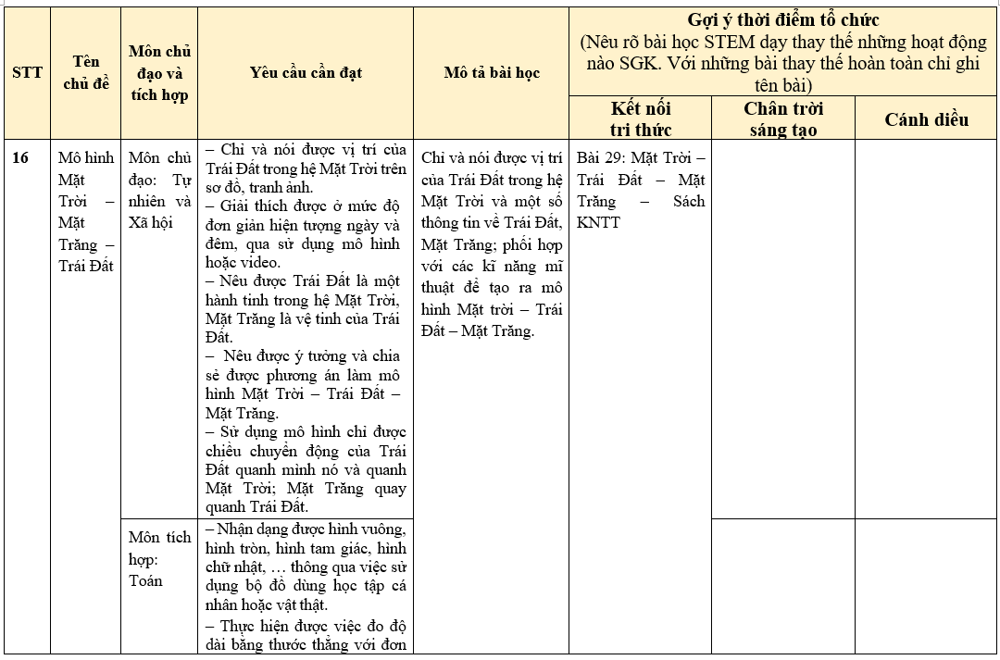 STT
Tên
chủ đề
Môn chủ
đạo và
tích hợp
Yêu cầu cần đạt
Mô tả bài học
Gợi ý thời điểm tổ chức
(Nêu rõ bài học STEM dạy thay thế những hoạt động
nào SGK. Với những bài thay thế hoàn toàn chỉ ghi
tên bài)
Kết nối
tri thức
Chân trời
sáng tạo
Cánh diều
16
Mô hình
Mặt
Trời –
Mặt
Trăng –
Trái Đất
Môn chủ
đạo: Tự
nhiên và
Xã hội
– Chỉ và nói được vị trí của
Trái Đất trong hệ Mặt Trời trên
sơ đồ, tranh ảnh.
– Giải thích được ở mức độ
đơn giản hiện tượng ngày và
đêm, qua sử dụng mô hình
hoặc video.
– Nêu được Trái Đất là một
hành tinh trong hệ Mặt Trời,
Mặt Trăng là vệ tinh của Trái
Đất.
– Nêu được ý tưởng và chia
sẻ được phương án làm mô
hình Mặt Trời – Trái Đất –
Mặt Trăng.
– Sử dụng mô hình chỉ được
chiều chuyển động của Trái
Đất quanh mình nó và quanh
Mặt Trời; Mặt Trăng quay
quanh Trái Đất.
Chỉ và nói được vị trí
của Trái Đất trong hệ
Mặt Trời và một số
thông tin về Trái Đất,
Mặt Trăng; phối hợp
với các kĩ năng mĩ
thuật để tạo ra mô
hình Mặt trời – Trái
Đất – Mặt Trăng.
Bài 29: Mặt Trời –
Trái Đất – Mặt
Trăng – Sách
KNTT
Môn tích
hợp:
Toán
– Nhận dạng được hình vuông,
hình tròn, hình tam giác, hình
chữ nhật, … thông qua việc sử
dụng bộ đồ dùng học tập cá
nhân hoặc vật thật.
– Thực hiện được việc đo độ
dài bằng thước thẳng với đơn